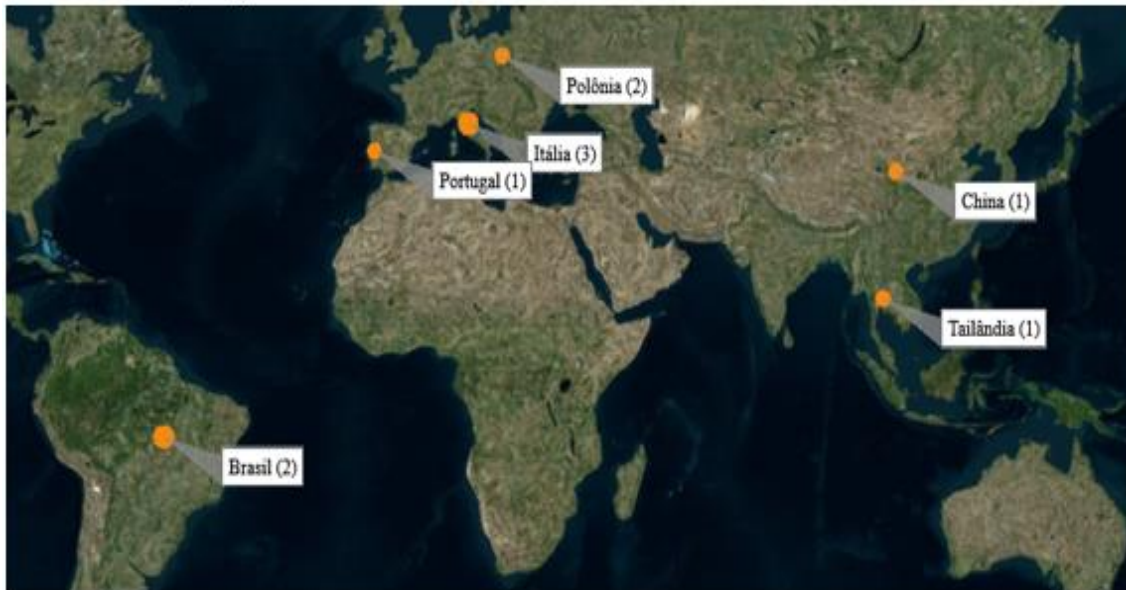 Polônia (2)
Itália (3)
Portugal (1)
China (1)
Tailândia (1)
Brasil (2)